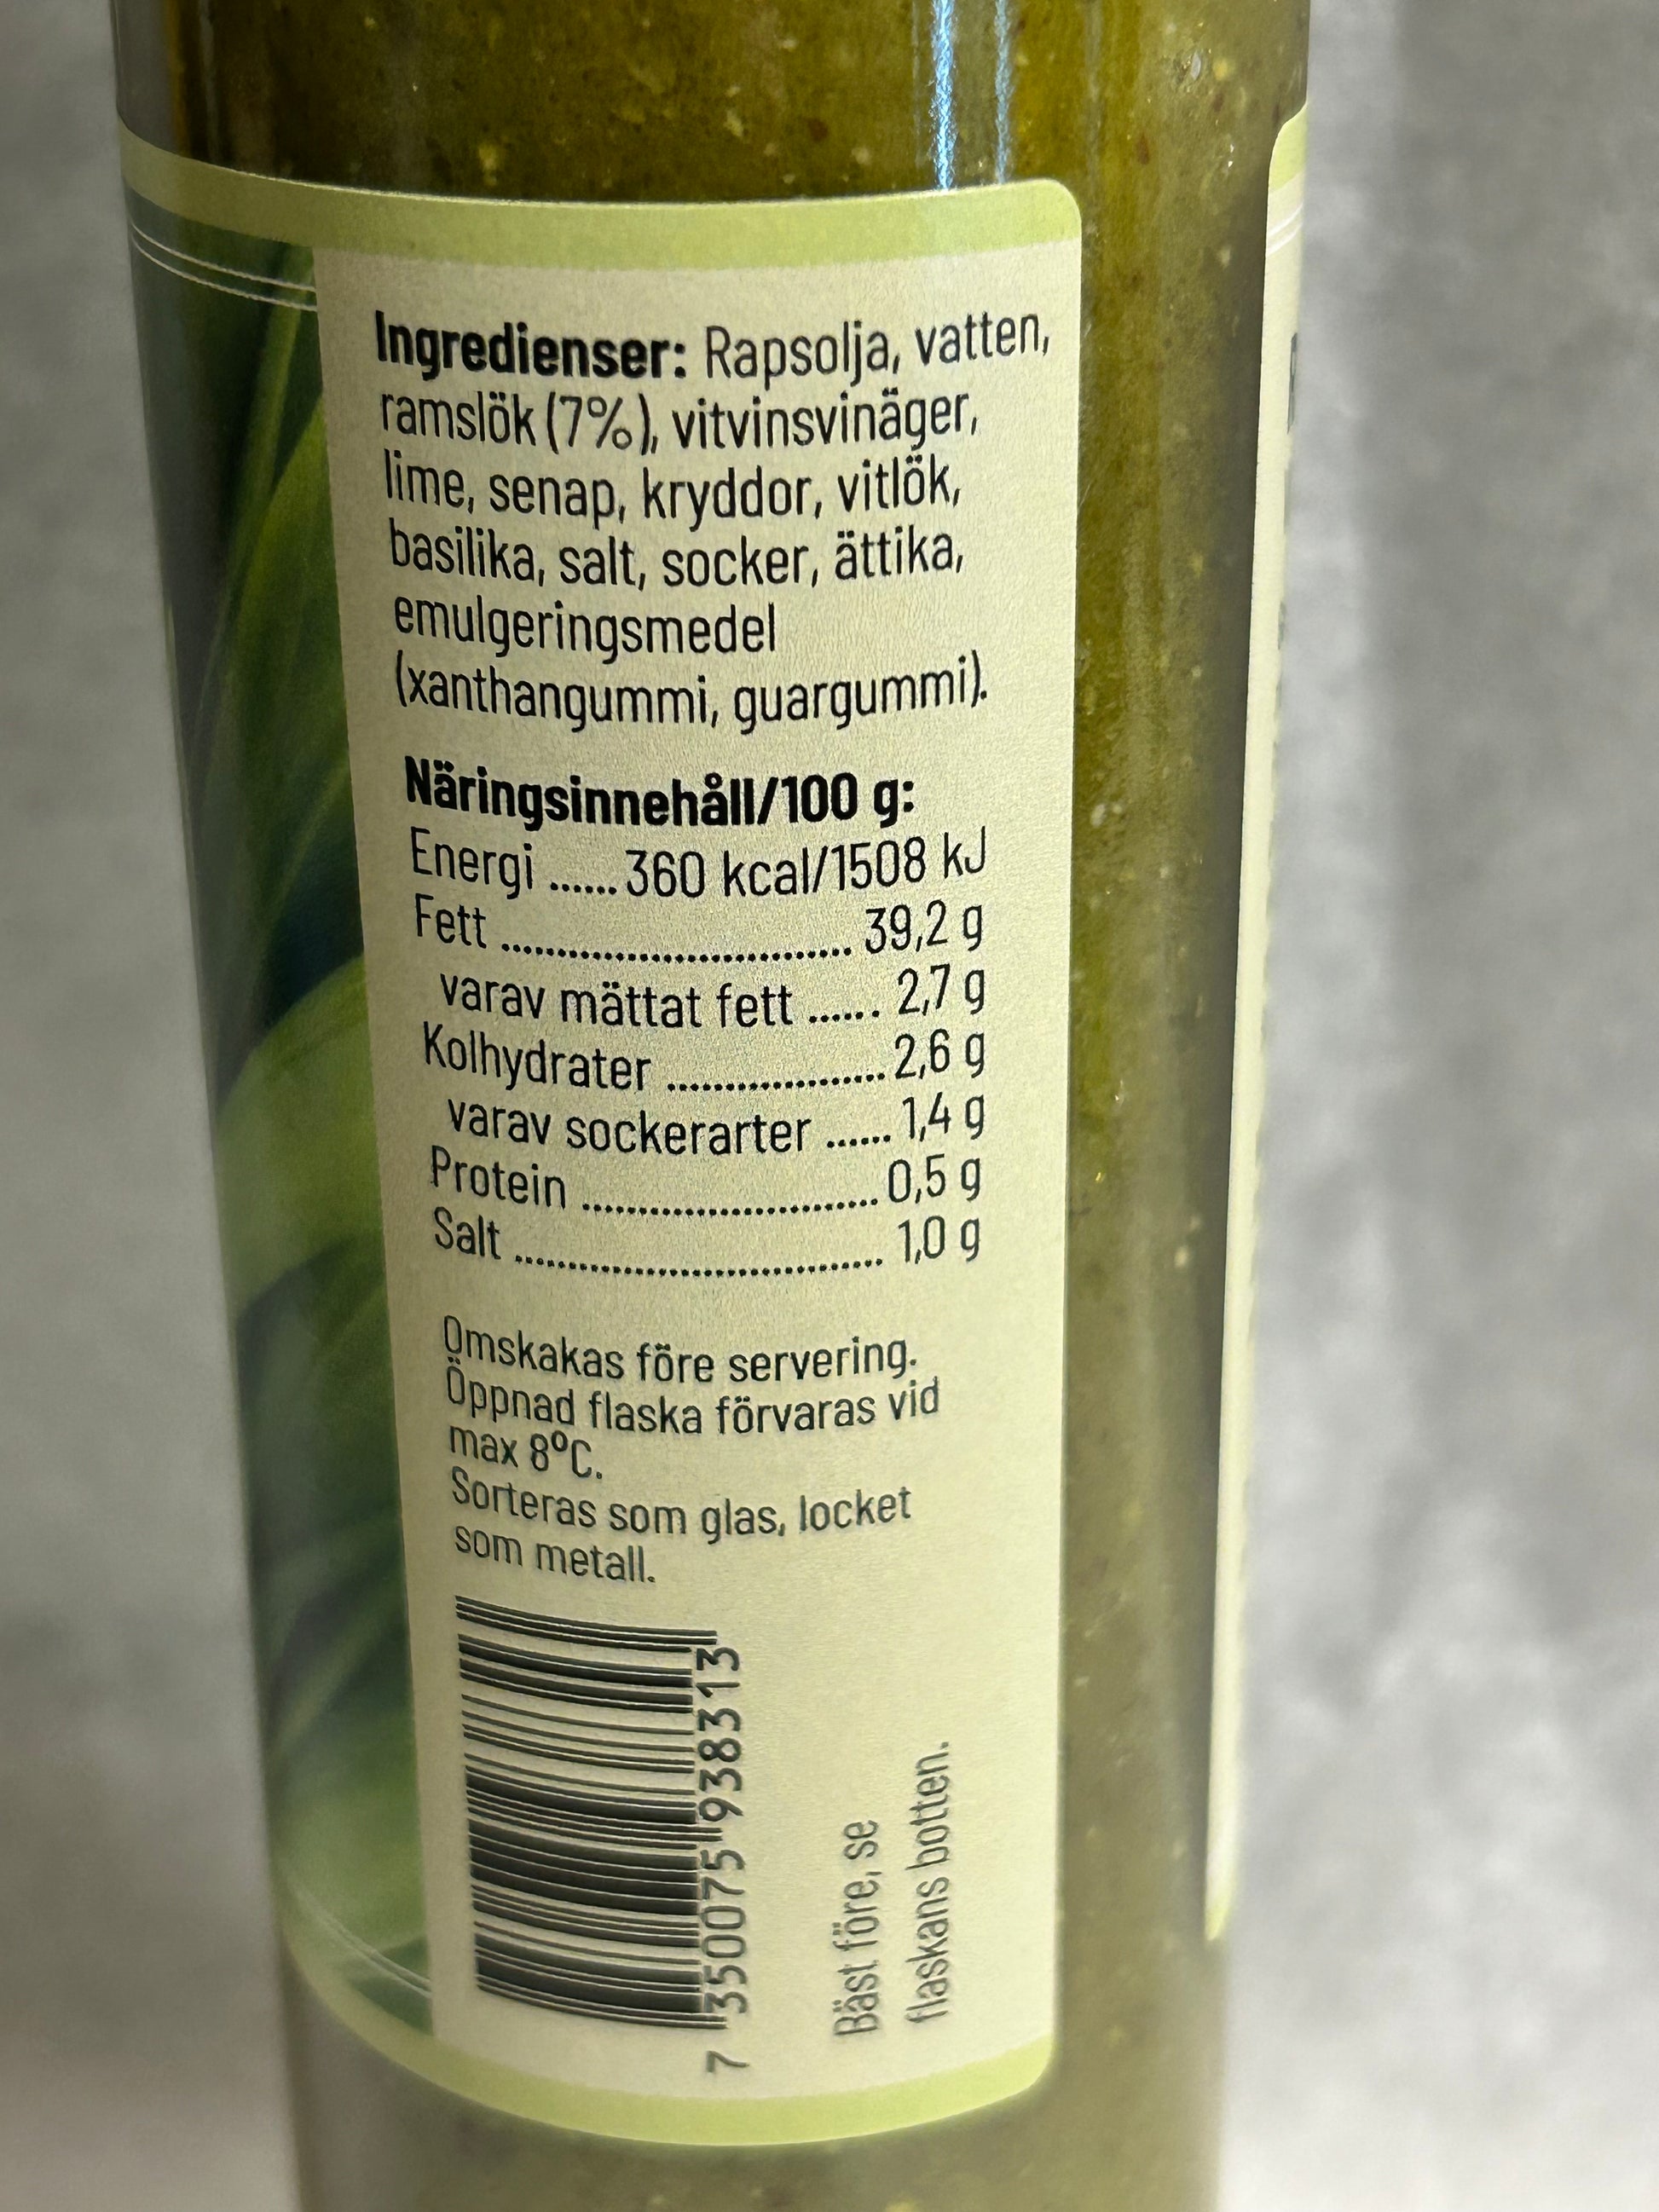 Ingredienser: Rapsolja, vatten,
ramslök (7%), vitvinsvinäger,
lime, senap, kryddor, vitlök,
basilika, salt, socker, ättika,
emulgeringsmedel
(xanthangummi, guargummi).
Näringsinnehåll/100 g:
Energi ...... 360 kcal/1508 kJ
Fett ................................ 39,2 g
varav mättat fett ...... 2,7 g
Kolhydrater .................... 2,6 g
varav sockerarter ...... 1,4 g
Protein ........................... 0,5 g
Salt .................................. 1,0 g
Omskakas före servering.
Öppnad flaska förvaras vid
max 8°C.
Sorteras som glas, locket
som metall.
7 350075 938313
Bäst före, se
flaskans botten.